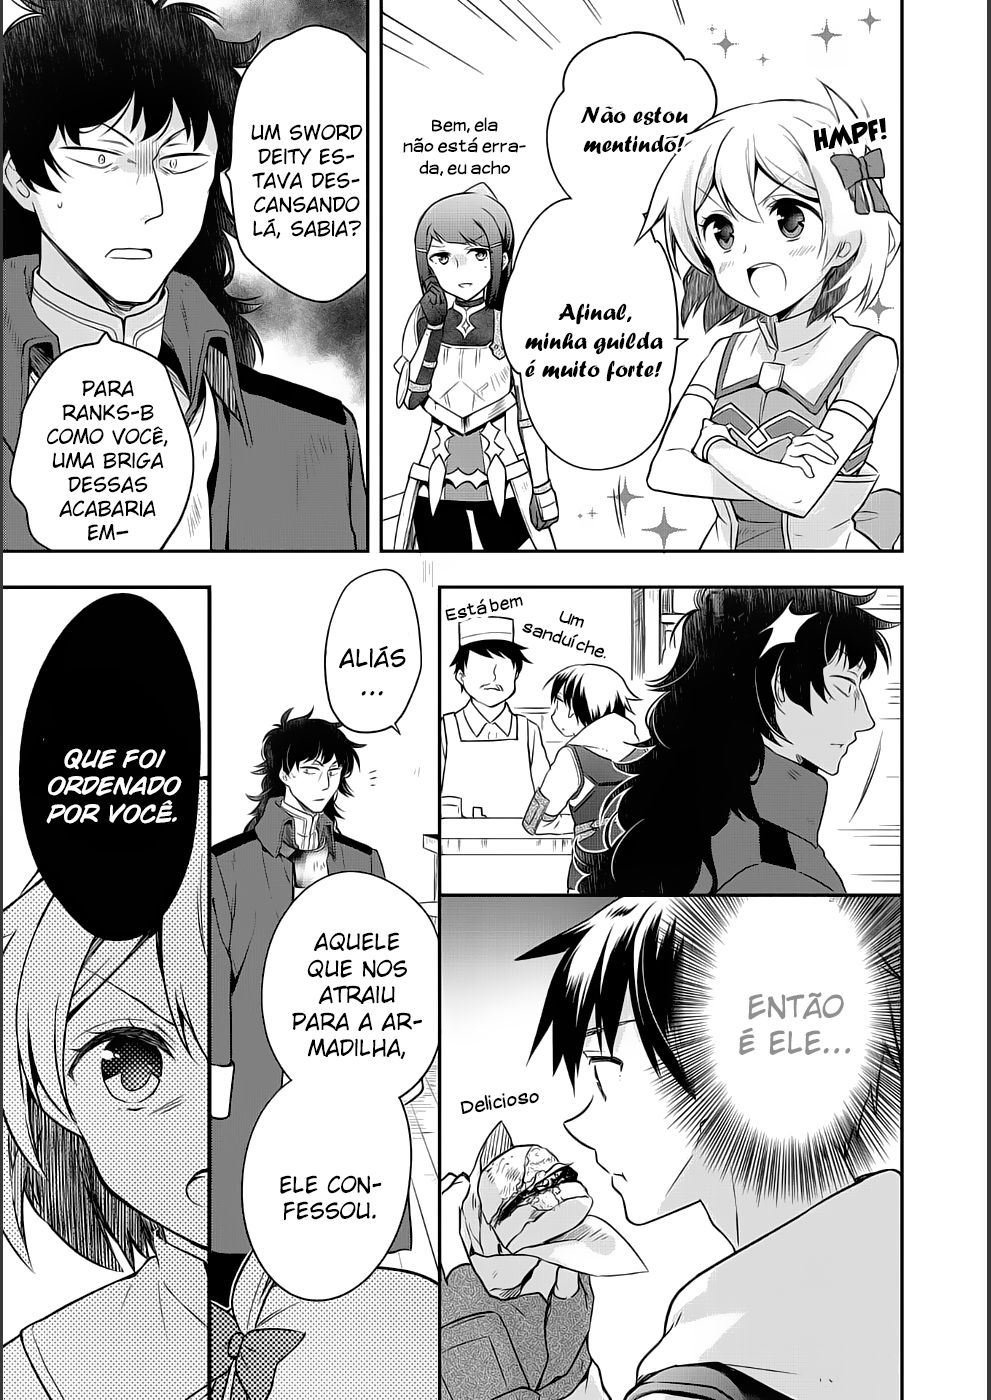 HMPF!
Não estou
mentindo!
Bem, ela
não está erra-
da, eu acho
Afinal,
minha guilda
é muito forte!
UM SWORD
DEITY ES-
TAVA DES-
CANSANDO
LÁ, SABIA?
PARA
RANKS-B
COMO VOCÊ,
UMA BRIGA
DESSAS
ACABARIA
EM-
Um
sanduíche.
Está bem
ENTÃO
É ELE...
Delicioso
ALIÁS
...
AQUELE
QUE NOS
ATRAIU
PARA A AR-
MADILHA,
ELE CON-
FESSOU.
QUE FOI
ORDENADO
POR VOCÊ.